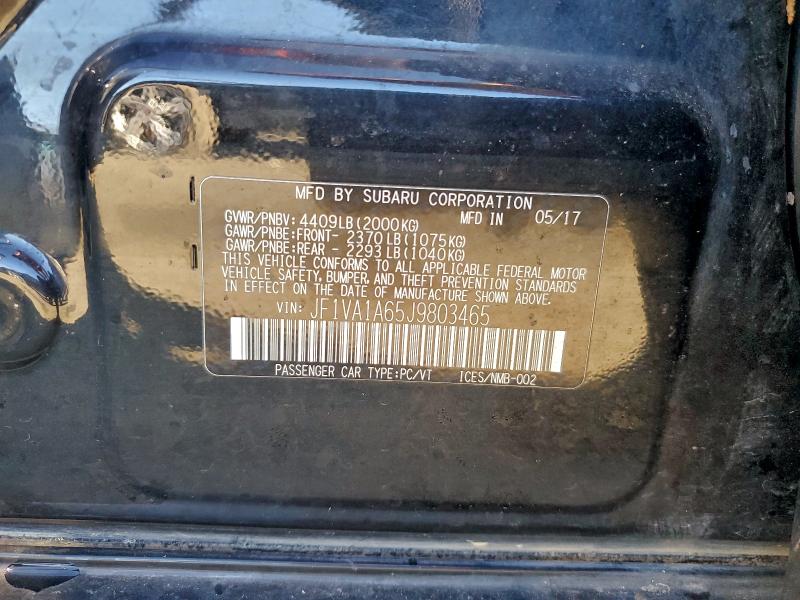 MFD BY SUBARU CORPORATION
GVWR/PNBV: 4409LB(2000KG) MFD IN 05/17
GAWR/PNBE:FRONT- 2370LB(1075KG)
GAWR/PNBE:REAR - 2293LB(1040KG)
THIS VEHICLE CONFORMS TO ALL APPLICABLE FEDERAL MOTOR
VEHICLE SAFETY, BUMPER, AND THEFT PREVENTION STANDARDS
IN EFFECT ON THE DATE OF MANUFACTURE SHOWN ABOVE.
VIN: JF1VA1A65J9803465
PASSENGER CAR TYPE:PC/VT ICES/NMB-002